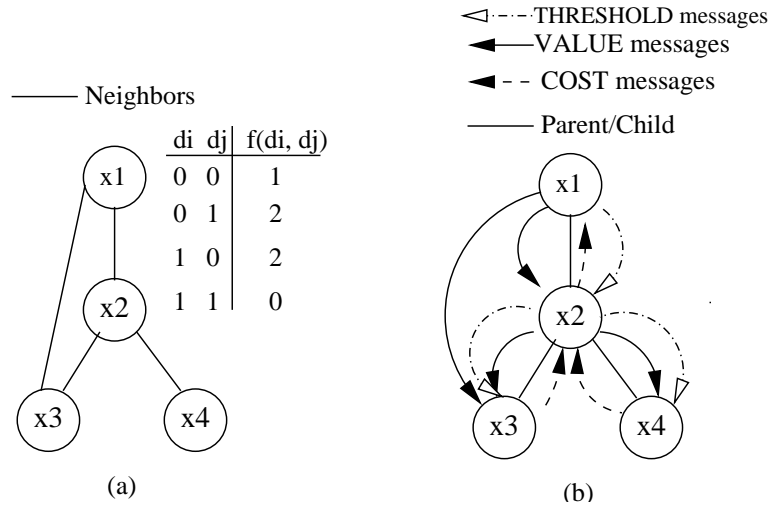 THRESHOLD messages
VALUE messages
COST messages
Parent/Child
Neighbors
di dj f(di, dj)
0 0 1
0 1 2
1 0 2
1 1 0
x1
x2
x3 x4
(a)
x1
x2
x3 x4
(b)